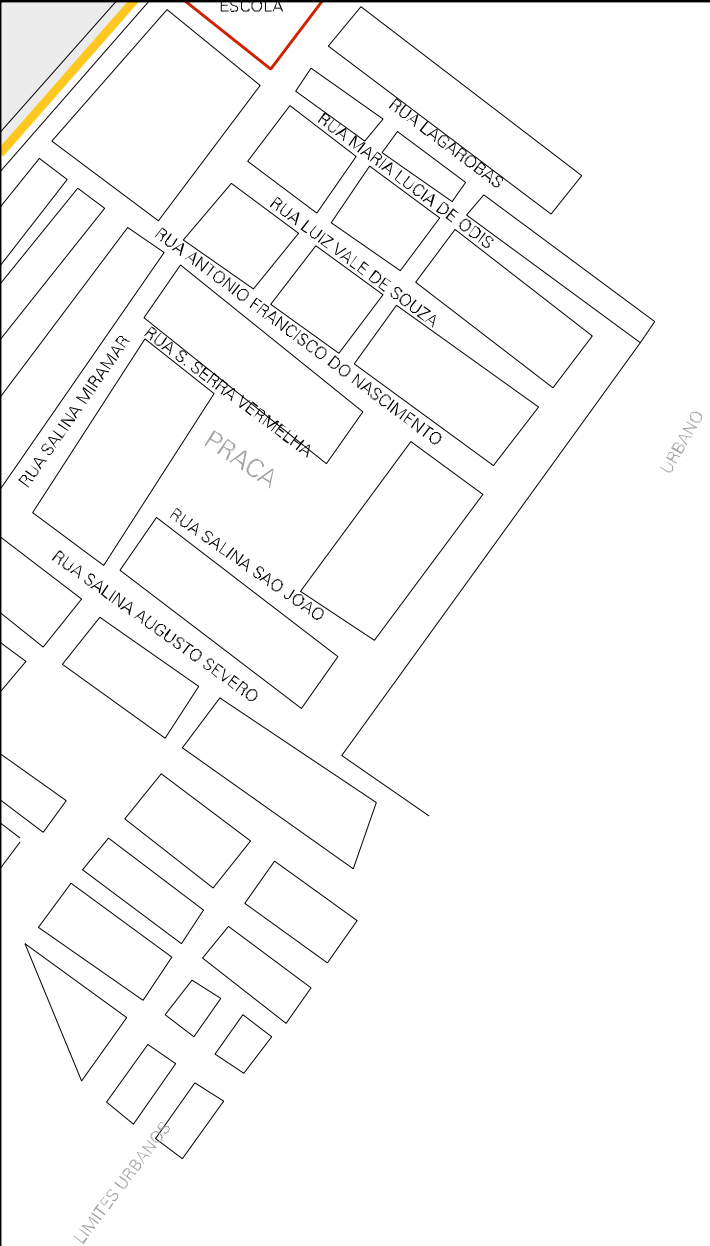 ESCOLA
RUA LAGAROBAS
RUA MARIA LUCIA DE ODIS
RUA LUIZ VALE DE SOUZA
RUA ANTONIO FRANCISCO DO NASCIMENTO
RUA S. SERRA VERMELHA
RUA SALINA MIRAMAR
PRACA
URBANO
RUA SALINA SAO JOAO
RUA SALINA AUGUSTO SEVERO
LIMITES URBANOS